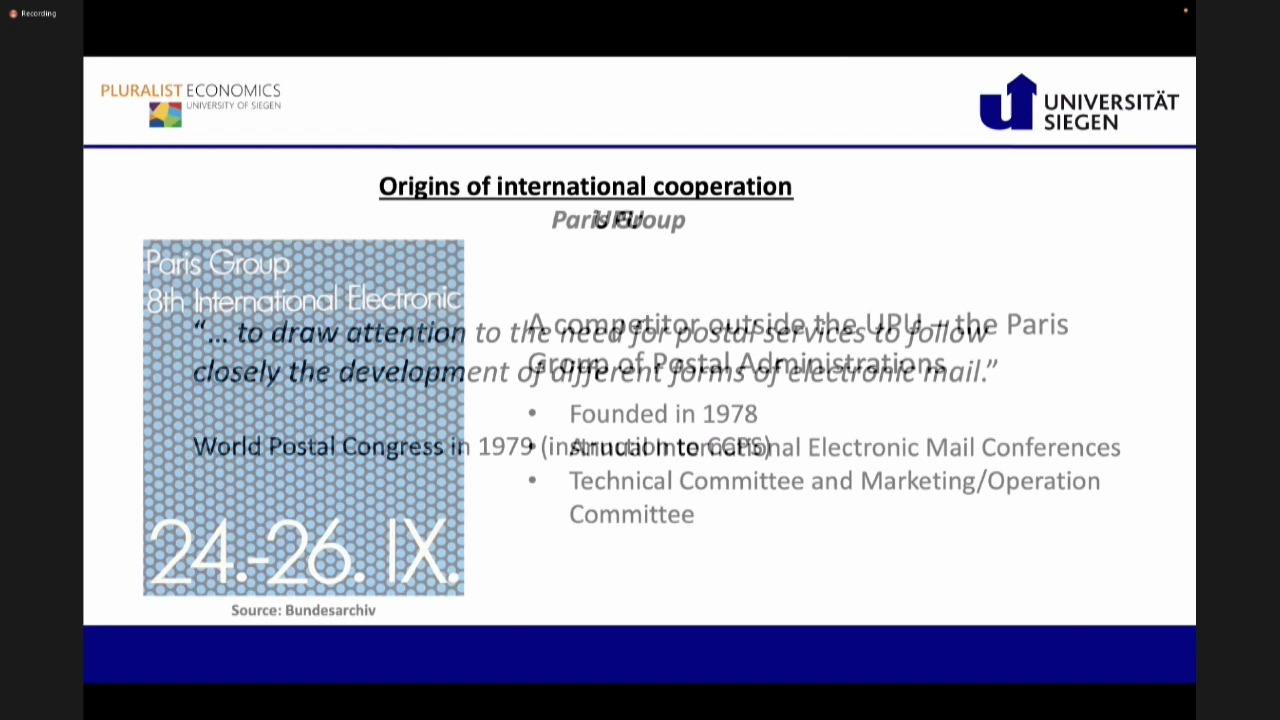 Recording
PLURALIST ECONOMICS
UNIVERSITY OF SIEGEN
UNIVERSITÄT
SIEGEN
Origins of international cooperation
Paris Group
UPU
Paris Group
8th International Electronic
24.-26. IX.
Source: Bundesarchiv
“... to draw attention to the need for postal services to follow
closely the development of different forms of electronic mail.”
World Postal Congress in 1979 (instruction to CCPS)
A competitor outside the UPU – the Paris
Group of Postal Administrations
• Founded in 1978
• Annual International Electronic Mail Conferences
• Technical Committee and Marketing/Operation
Committee